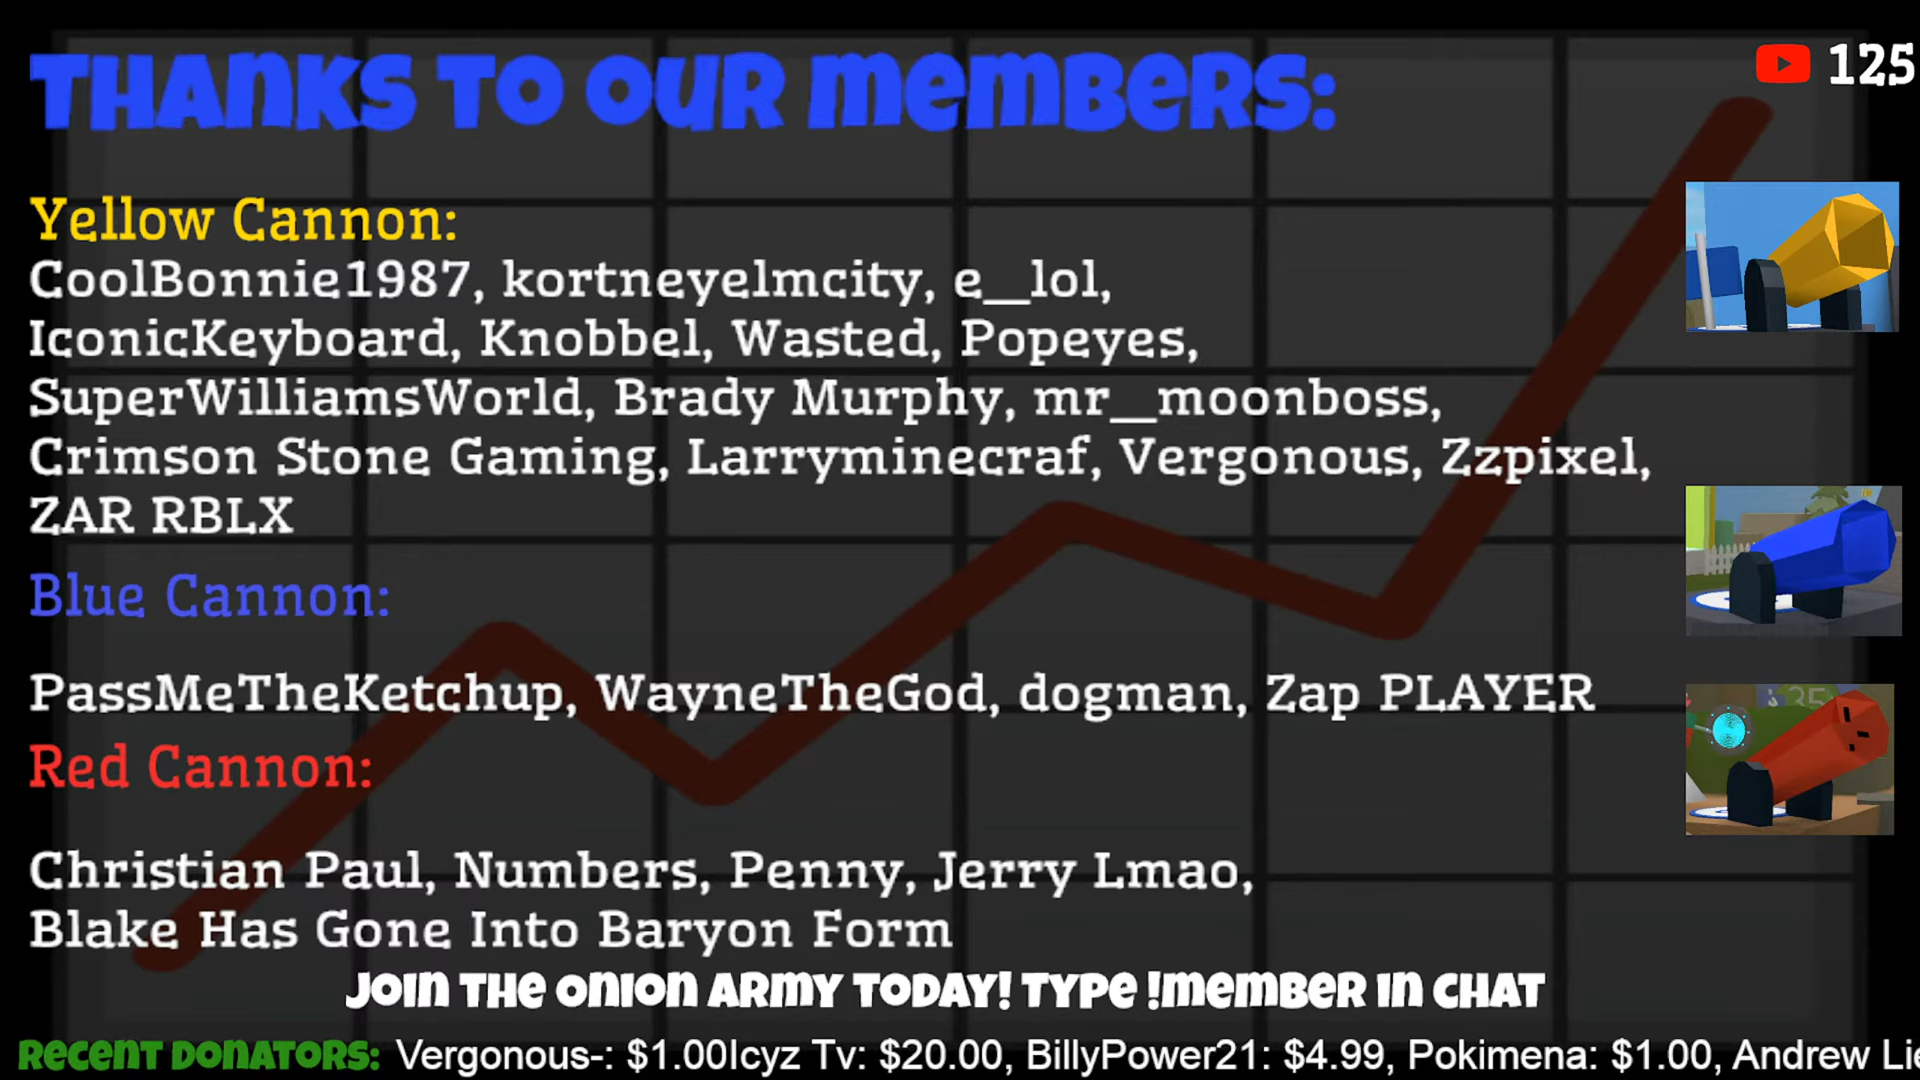 THANKS TO OUR MEMBERS:
125
Yellow Cannon:
CoolBonnie1987, kortneyelmcity, e__lol,
IconicKeyboard, Knobbel, Wasted, Popeyes,
SuperWilliamsWorld, Brady Murphy, mr__moonboss,
Crimson Stone Gaming, Larryminecraf, Vergonous, Zzpixel,
ZAR RBLX
Blue Cannon:
PassMeTheKetchup, WayneTheGod, dogman, Zap PLAYER
35
Red Cannon:
Christian Paul, Numbers, Penny, Jerry Lmao,
Blake Has Gone Into Baryon Form
JOIN THE ONION ARMY TODAY! TYPE !MEMBER IN CHAT
RECENT DONATORS: Vergonous-: $1.00Icyz Tv: $20.00, BillyPower21: $4.99, Pokimena: $1.00, Andrew